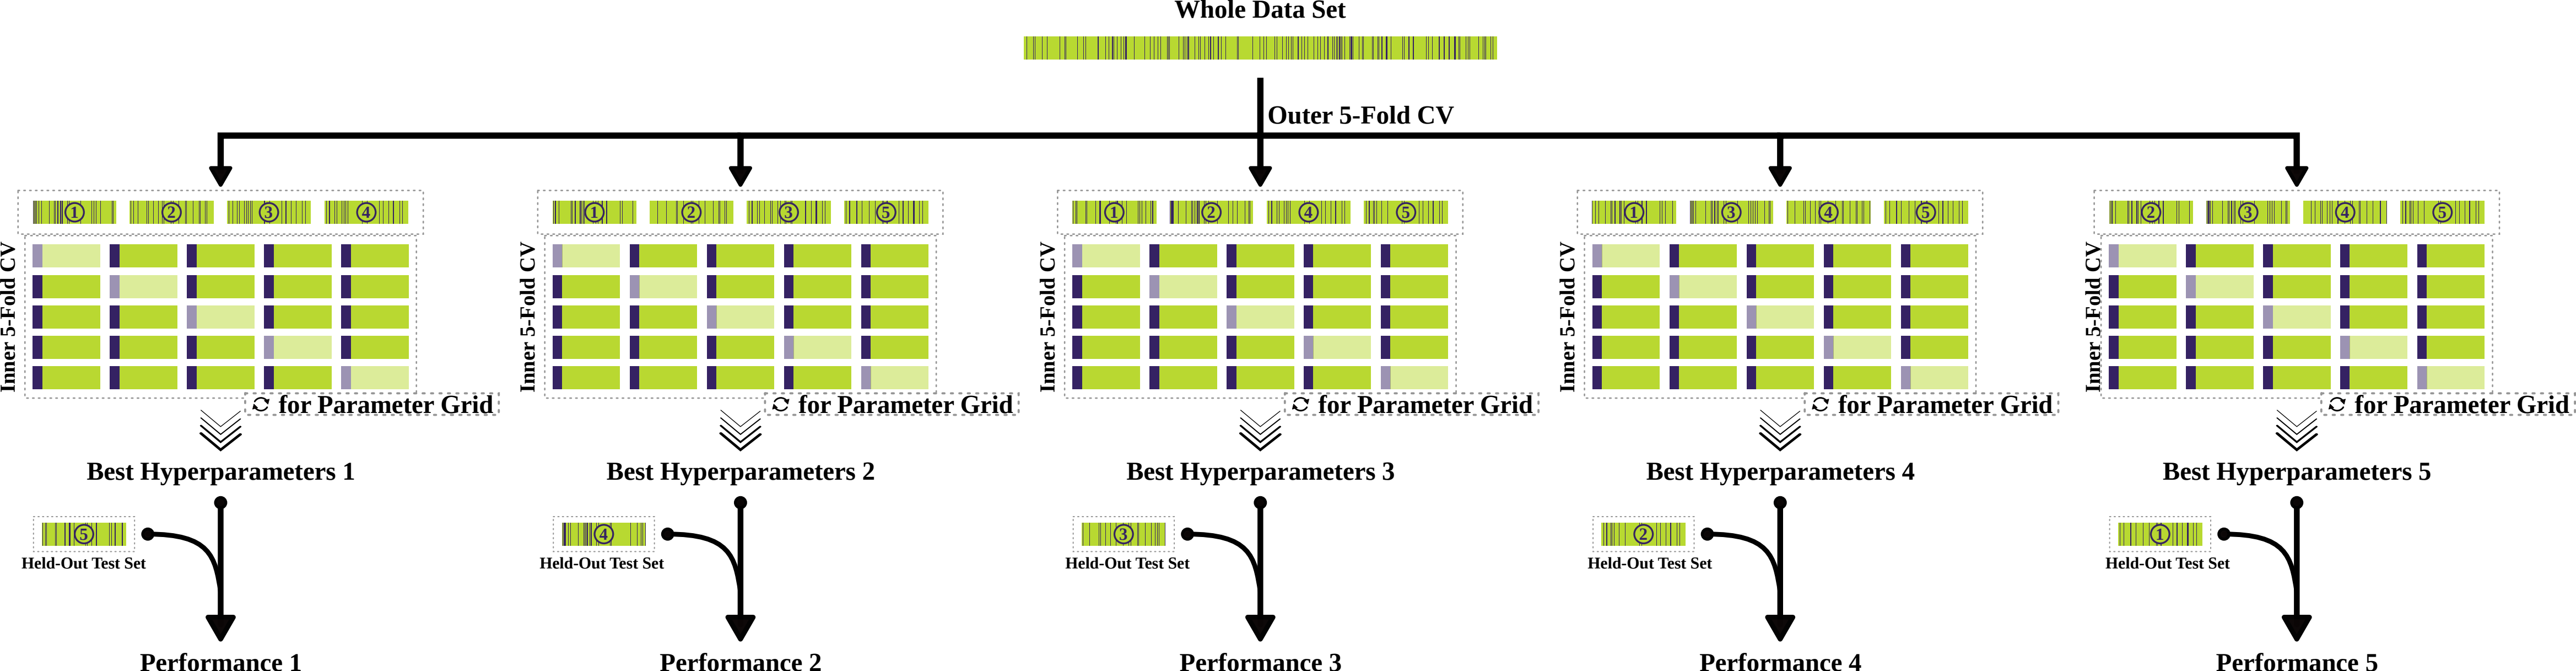 Whole Data Set
Outer 5-Fold CV
1 2 3 4
1 2 3 5
1 2 4 5
1 3 4 5
2 3 4 5
Inner 5-Fold CV
Inner 5-Fold CV
Inner 5-Fold CV
Inner 5-Fold CV
Inner 5-Fold CV
for Parameter Grid
for Parameter Grid
for Parameter Grid
for Parameter Grid
for Parameter Grid
Best Hyperparameters 1
Best Hyperparameters 2
Best Hyperparameters 3
Best Hyperparameters 4
Best Hyperparameters 5
5
4
3
2
1
Held-Out Test Set
Held-Out Test Set
Held-Out Test Set
Held-Out Test Set
Held-Out Test Set
Performance 1
Performance 2
Performance 3
Performance 4
Performance 5